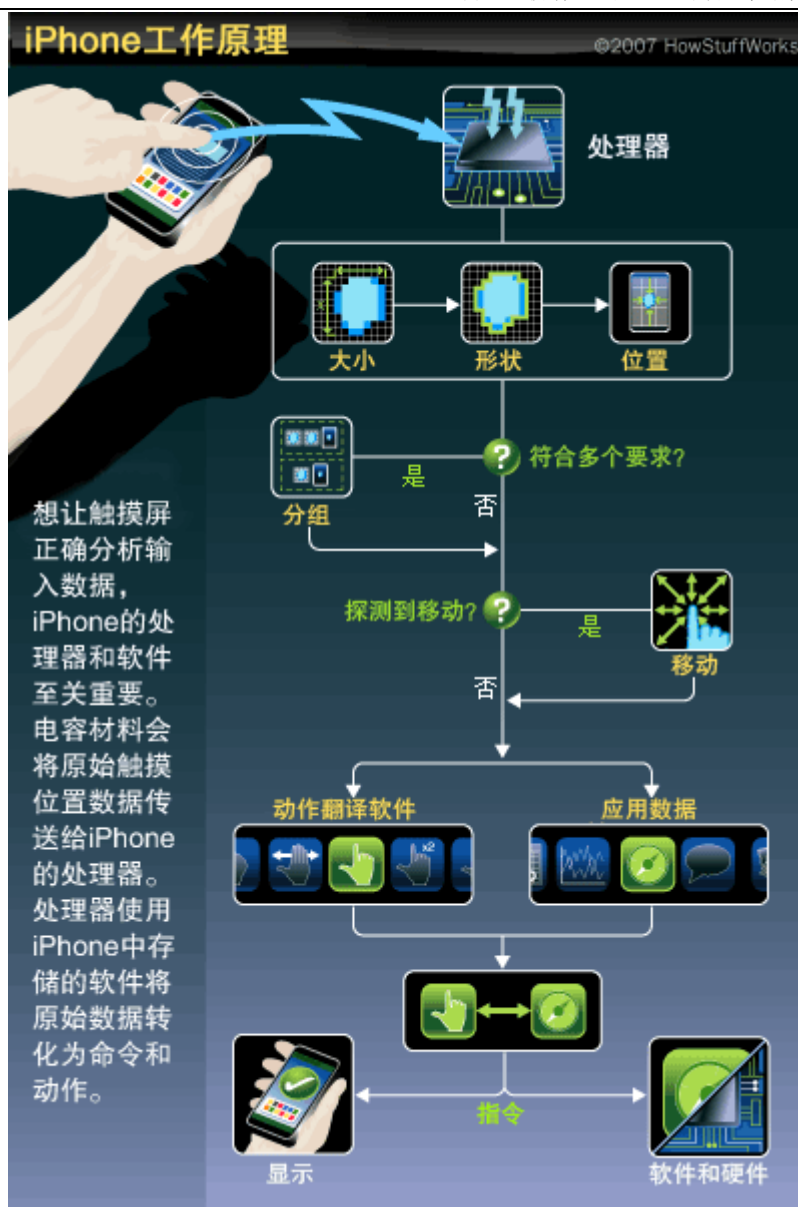 iPhone工作原理
©2007 HowStuffWorks
处理器
大小
形状
位置
符合多个要求?
是
否
分组
探测到移动?
是
移动
否
想让触摸屏
正确分析输
入数据，
iPhone的处
理器和软件
至关重要。
电容材料会
将原始触摸
位置数据传
送给iPhone
的处理器。
处理器使用
iPhone中存
储的软件将
原始数据转
化为命令和
动作。
动作翻译软件
应用数据
x2
指令
显示
软件和硬件